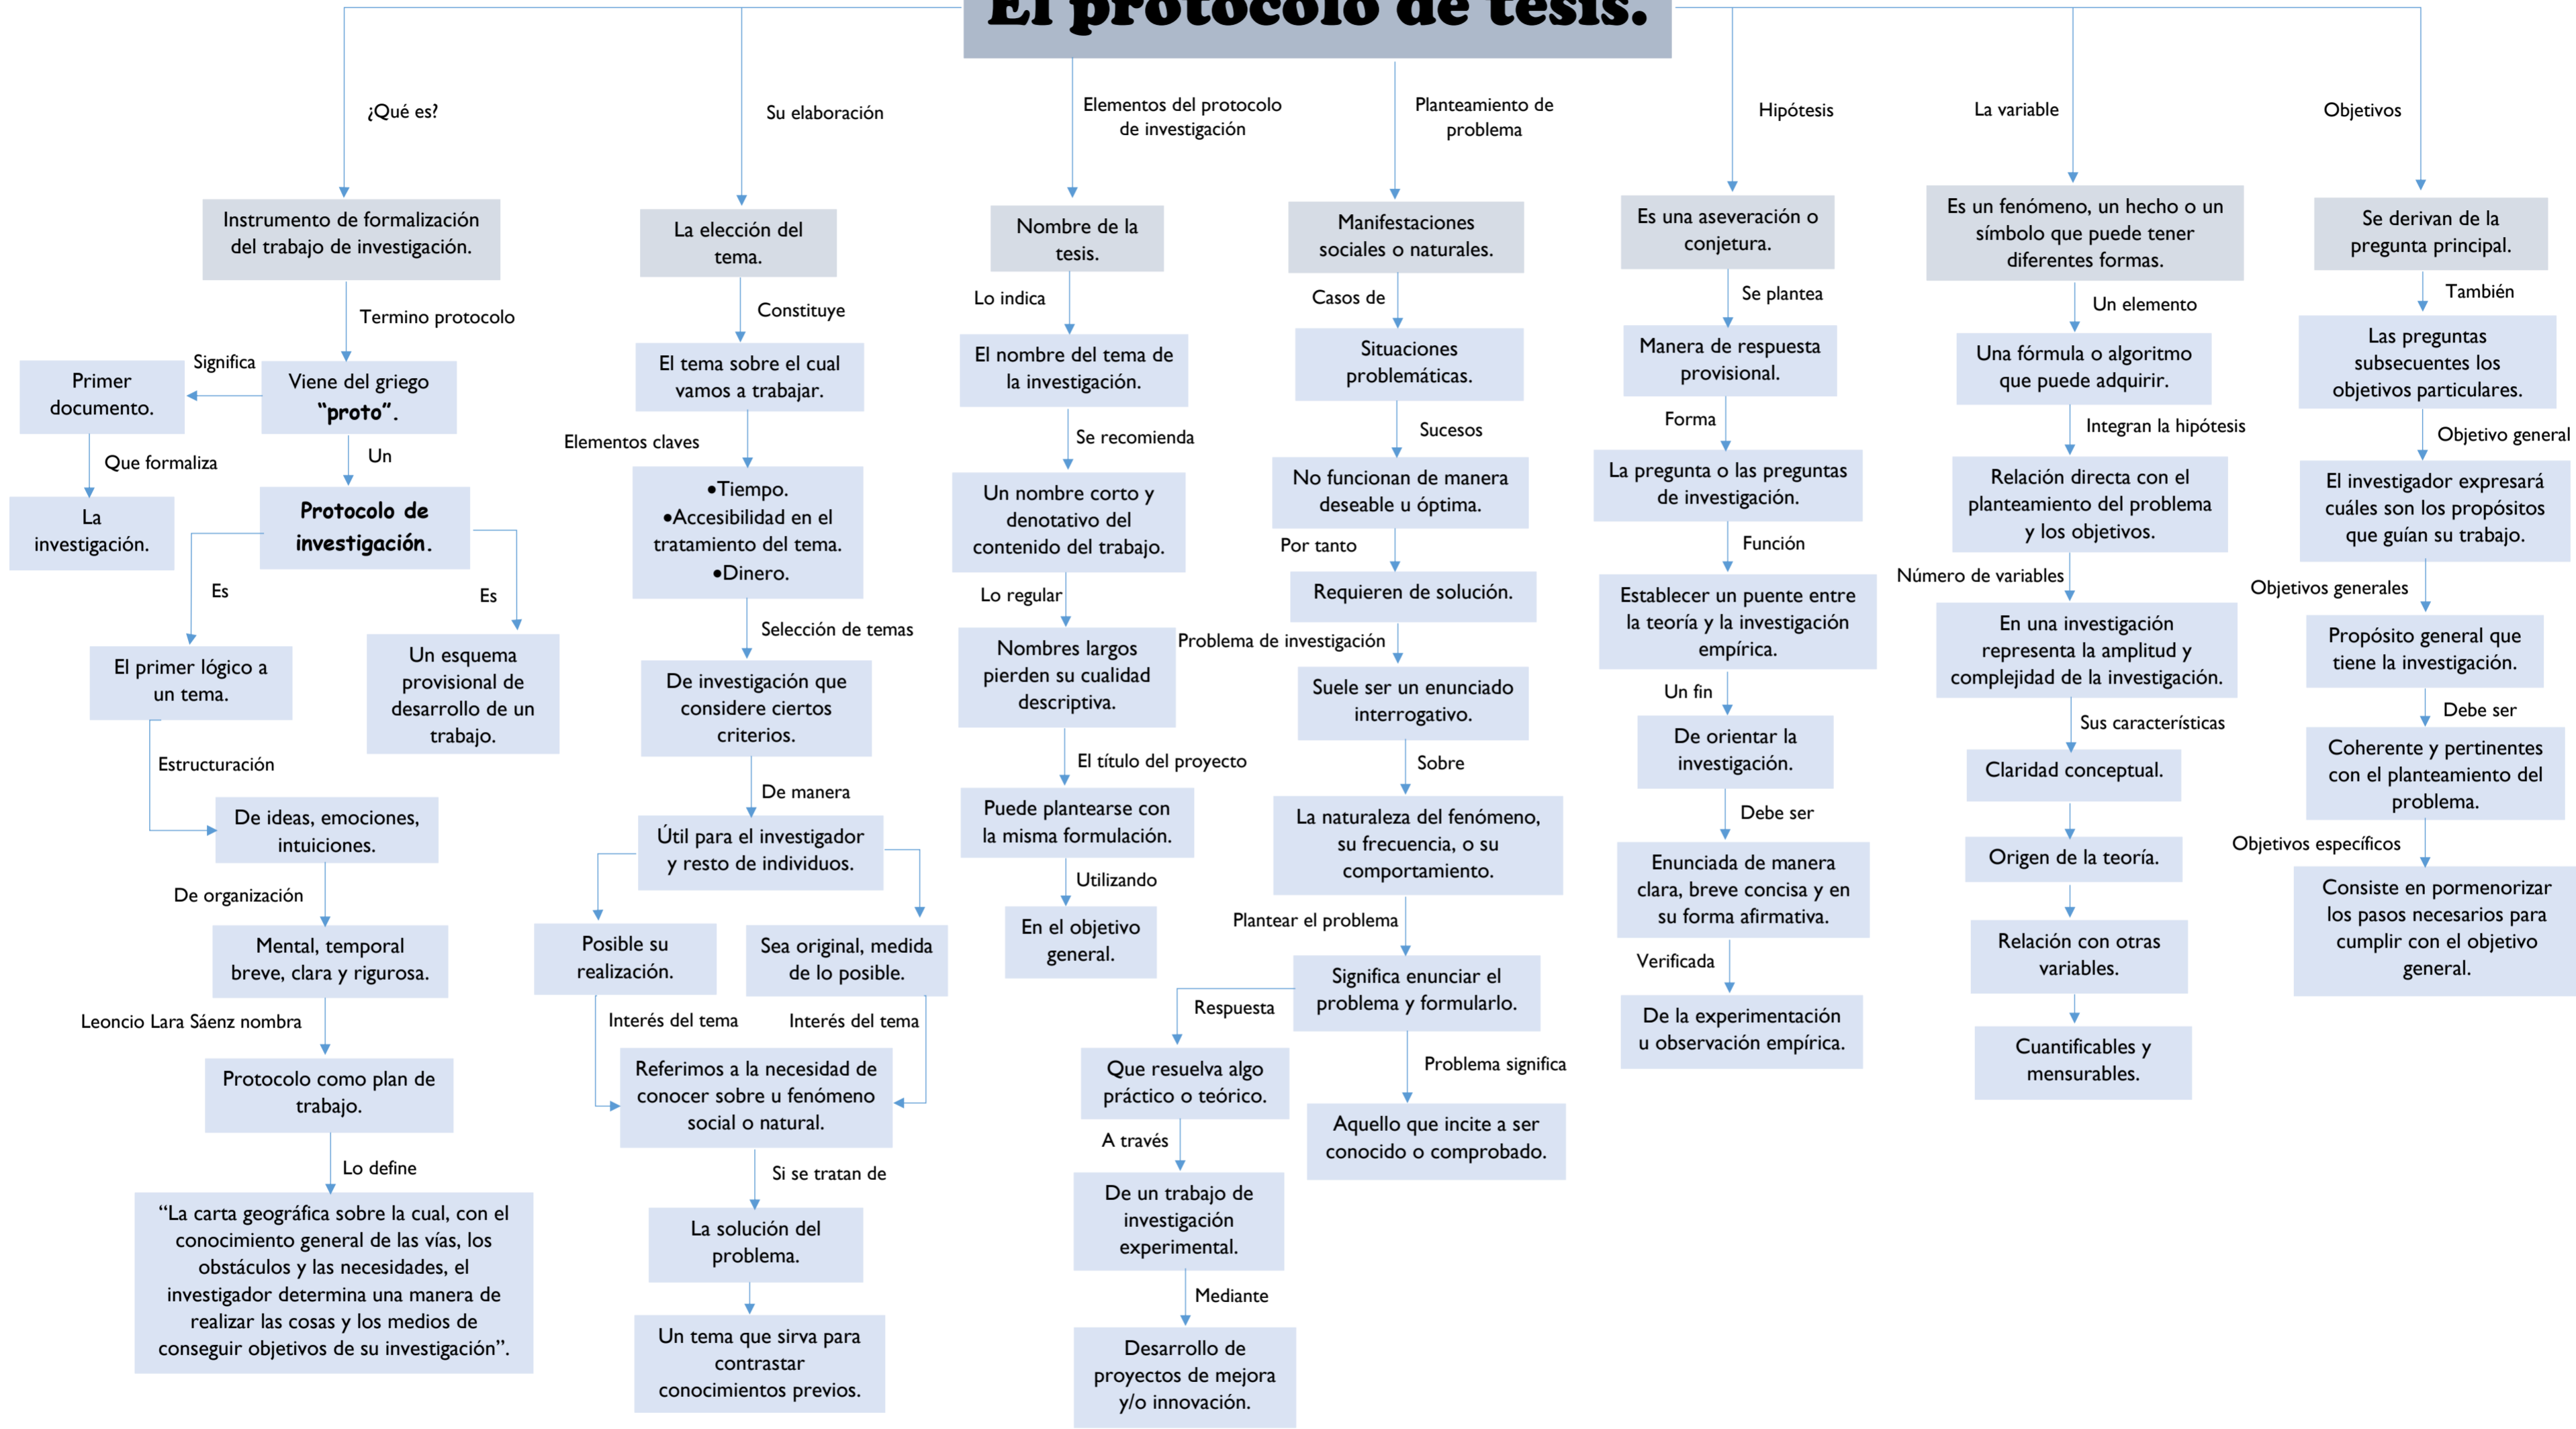 El protocolo de tesis.
¿Qué es?
Instrumento de formalización
del trabajo de investigación.
Termino protocolo
Viene del griego
“proto”.
Significa
Primer
documento.
Que formaliza
La
investigación.
Un
Protocolo de
investigación.
Es
El primer lógico a
un tema.
Es
Un esquema
provisional de
desarrollo de un
trabajo.
Estructuración
De ideas, emociones,
intuiciones.
De organización
Mental, temporal
breve, clara y rigurosa.
Leoncio Lara Sáenz nombra
Protocolo como plan de
trabajo.
Lo define
“La carta geográfica sobre la cual, con el
conocimiento general de las vías, los
obstáculos y las necesidades, el
investigador determina una manera de
realizar las cosas y los medios de
conseguir objetivos de su investigación”.
Su elaboración
La elección del
tema.
Constituye
El tema sobre el cual
vamos a trabajar.
Elementos claves
•Tiempo.
•Accesibilidad en el
tratamiento del tema.
•Dinero.
Selección de temas
De investigación que
considere ciertos
criterios.
De manera
Útil para el investigador
y resto de individuos.
Posible su
realización.
Sea original, medida
de lo posible.
Interés del tema
Interés del tema
Referimos a la necesidad de
conocer sobre u fenómeno
social o natural.
Si se tratan de
La solución del
problema.
Un tema que sirva para
contrastar
conocimientos previos.
Elementos del protocolo
de investigación
Nombre de la
tesis.
Lo indica
El nombre del tema de
la investigación.
Se recomienda
Un nombre corto y
denotativo del
contenido del trabajo.
Lo regular
Nombres largos
pierden su cualidad
descriptiva.
El título del proyecto
Puede plantearse con
la misma formulación.
Utilizando
En el objetivo
general.
Planteamiento de
problema
Manifestaciones
sociales o naturales.
Casos de
Situaciones
problemáticas.
Sucesos
No funcionan de manera
deseable u óptima.
Por tanto
Requieren de solución.
Problema de investigación
Suele ser un enunciado
interrogativo.
Sobre
La naturaleza del fenómeno,
su frecuencia, o su
comportamiento.
Plantear el problema
Significa enunciar el
problema y formularlo.
Respuesta
Que resuelva algo
práctico o teórico.
A través
De un trabajo de
investigación
experimental.
Mediante
Desarrollo de
proyectos de mejora
y/o innovación.
Problema significa
Aquello que incite a ser
conocido o comprobado.
Hipótesis
Es una aseveración o
conjetura.
Se plantea
Manera de respuesta
provisional.
Forma
La pregunta o las preguntas
de investigación.
Función
Establecer un puente entre
la teoría y la investigación
empírica.
Un fin
De orientar la
investigación.
Debe ser
Enunciada de manera
clara, breve concisa y en
su forma afirmativa.
Verificada
De la experimentación
u observación empírica.
La variable
Es un fenómeno, un hecho o un
símbolo que puede tener
diferentes formas.
Un elemento
Una fórmula o algoritmo
que puede adquirir.
Integran la hipótesis
Relación directa con el
planteamiento del problema
y los objetivos.
Número de variables
En una investigación
representa la amplitud y
complejidad de la investigación.
Sus características
Claridad conceptual.
Origen de la teoría.
Relación con otras
variables.
Cuantificables y
mensurables.
Objetivos
Se derivan de la
pregunta principal.
También
Las preguntas
subsecuentes los
objetivos particulares.
Objetivo general
El investigador expresará
cuáles son los propósitos
que guían su trabajo.
Objetivos generales
Propósito general que
tiene la investigación.
Debe ser
Coherente y pertinentes
con el planteamiento del
problema.
Objetivos específicos
Consiste en pormenorizar
los pasos necesarios para
cumplir con el objetivo
general.